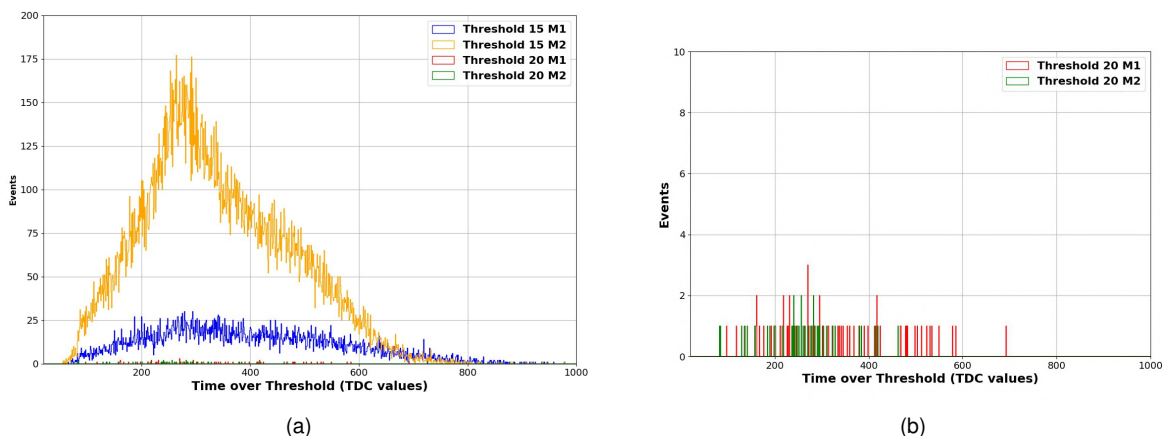 200
175
150
125
100
75
50
25
0
Events
200
400
600
800
1000
Time over Threshold (TDC values)
Threshold 15 M1
Threshold 15 M2
Threshold 20 M1
Threshold 20 M2
(a)
10
8
6
4
2
0
Events
200
400
600
800
1000
Time over Threshold (TDC values)
Threshold 20 M1
Threshold 20 M2
(b)